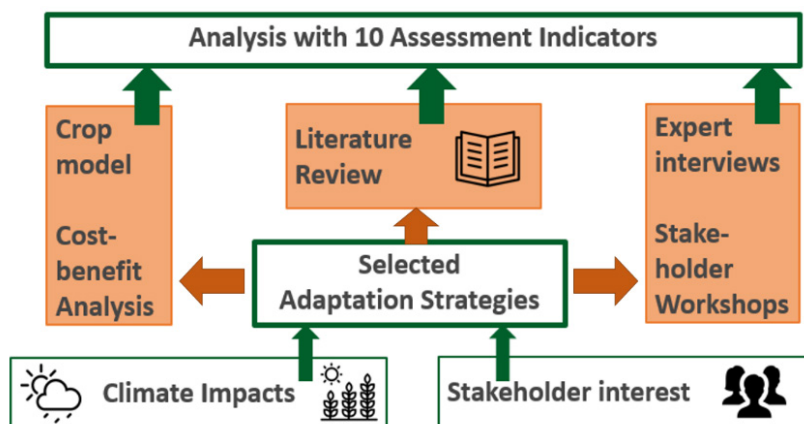 Analysis with 10 Assessment Indicators
Crop
model
Cost-
benefit
Analysis
Literature
Review
Expert
interviews
Stake-
holder
Workshops
Selected
Adaptation Strategies
Climate Impacts
Stakeholder interest